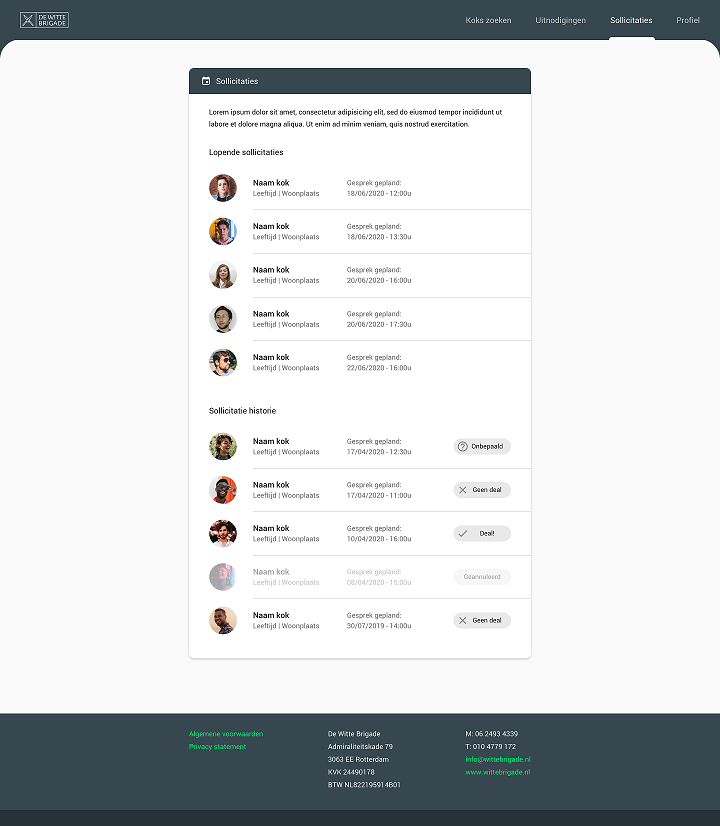 DE WITTE
BRIGADE
Koks zoeken
Uitnodigingen
Sollicitaties
Profiel
Sollicitaties
Lorem ipsum dolor sit amet, consectetur adipisicing elit, sed do eiusmod tempor incididunt ut
labore et dolore magna aliqua. Ut enim ad minim veniam, quis nostrud exercitation.
Lopende sollicitaties
Naam kok
Leeftijd | Woonplaats
Gesprek gepland:
18/06/2020 - 12:00u
Naam kok
Leeftijd | Woonplaats
Gesprek gepland:
18/06/2020 - 13:30u
Naam kok
Leeftijd | Woonplaats
Gesprek gepland:
20/06/2020 - 16:00u
Naam kok
Leeftijd | Woonplaats
Gesprek gepland:
20/06/2020 - 17:30u
Naam kok
Leeftijd | Woonplaats
Gesprek gepland:
22/06/2020 - 16:00u
Sollicitatie historie
Naam kok
Leeftijd | Woonplaats
Gesprek gepland:
17/04/2020 - 12:30u
Onbepaald
Naam kok
Leeftijd | Woonplaats
Gesprek gepland:
17/04/2020 - 11:00u
Geen deal
Naam kok
Leeftijd | Woonplaats
Gesprek gepland:
10/04/2020 - 16:00u
Deal!
Naam kok
Leeftijd | Woonplaats
Gesprek gepland:
08/04/2020 - 15:00u
Geannuleerd
Naam kok
Leeftijd | Woonplaats
Gesprek gepland:
30/07/2019 - 14:00u
Geen deal
Algemene voorwaarden
Privacy statement
De Witte Brigade
Admiraliteitskade 79
3063 EE Rotterdam
KVK 24490178
BTW NL822195914B01
M: 06 2493 4339
T: 010 4779 172
info@wittebrigade.nl
www.wittebrigade.nl